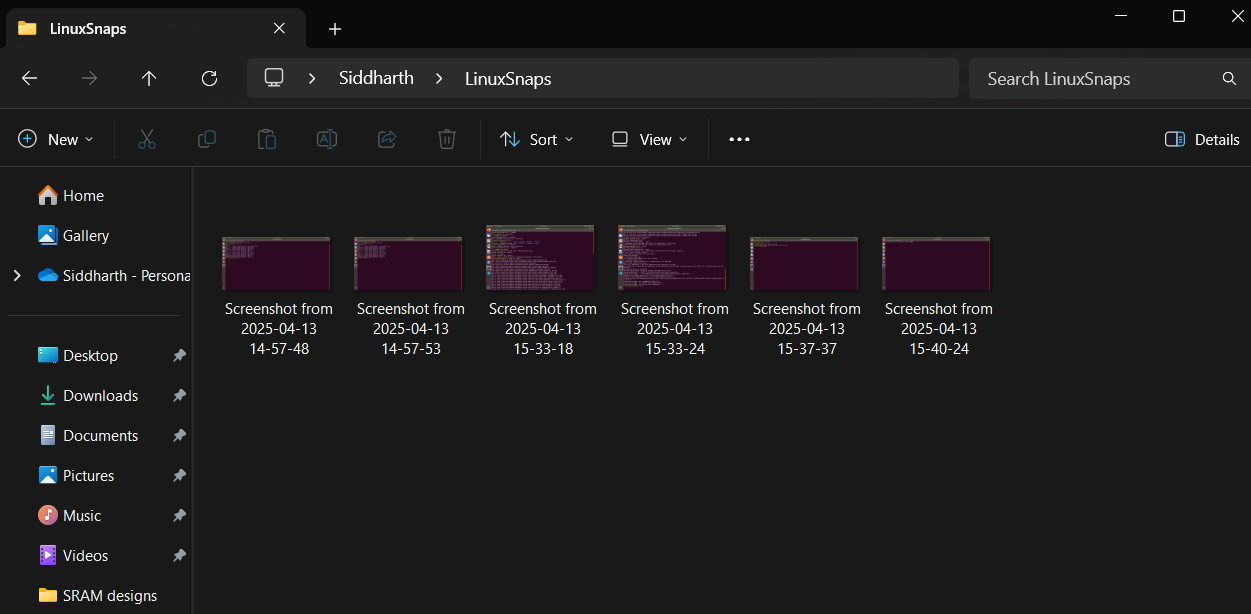 LinuxSnaps
Siddharth
LinuxSnaps
Search LinuxSnaps
New
Sort
View
Details
Home
Gallery
Siddharth - Persona
Desktop
Downloads
Documents
Pictures
Music
Videos
SRAM designs
Screenshot from
2025-04-13
14-57-48
Screenshot from
2025-04-13
14-57-53
Screenshot from
2025-04-13
15-33-18
Screenshot from
2025-04-13
15-33-24
Screenshot from
2025-04-13
15-37-37
Screenshot from
2025-04-13
15-40-24